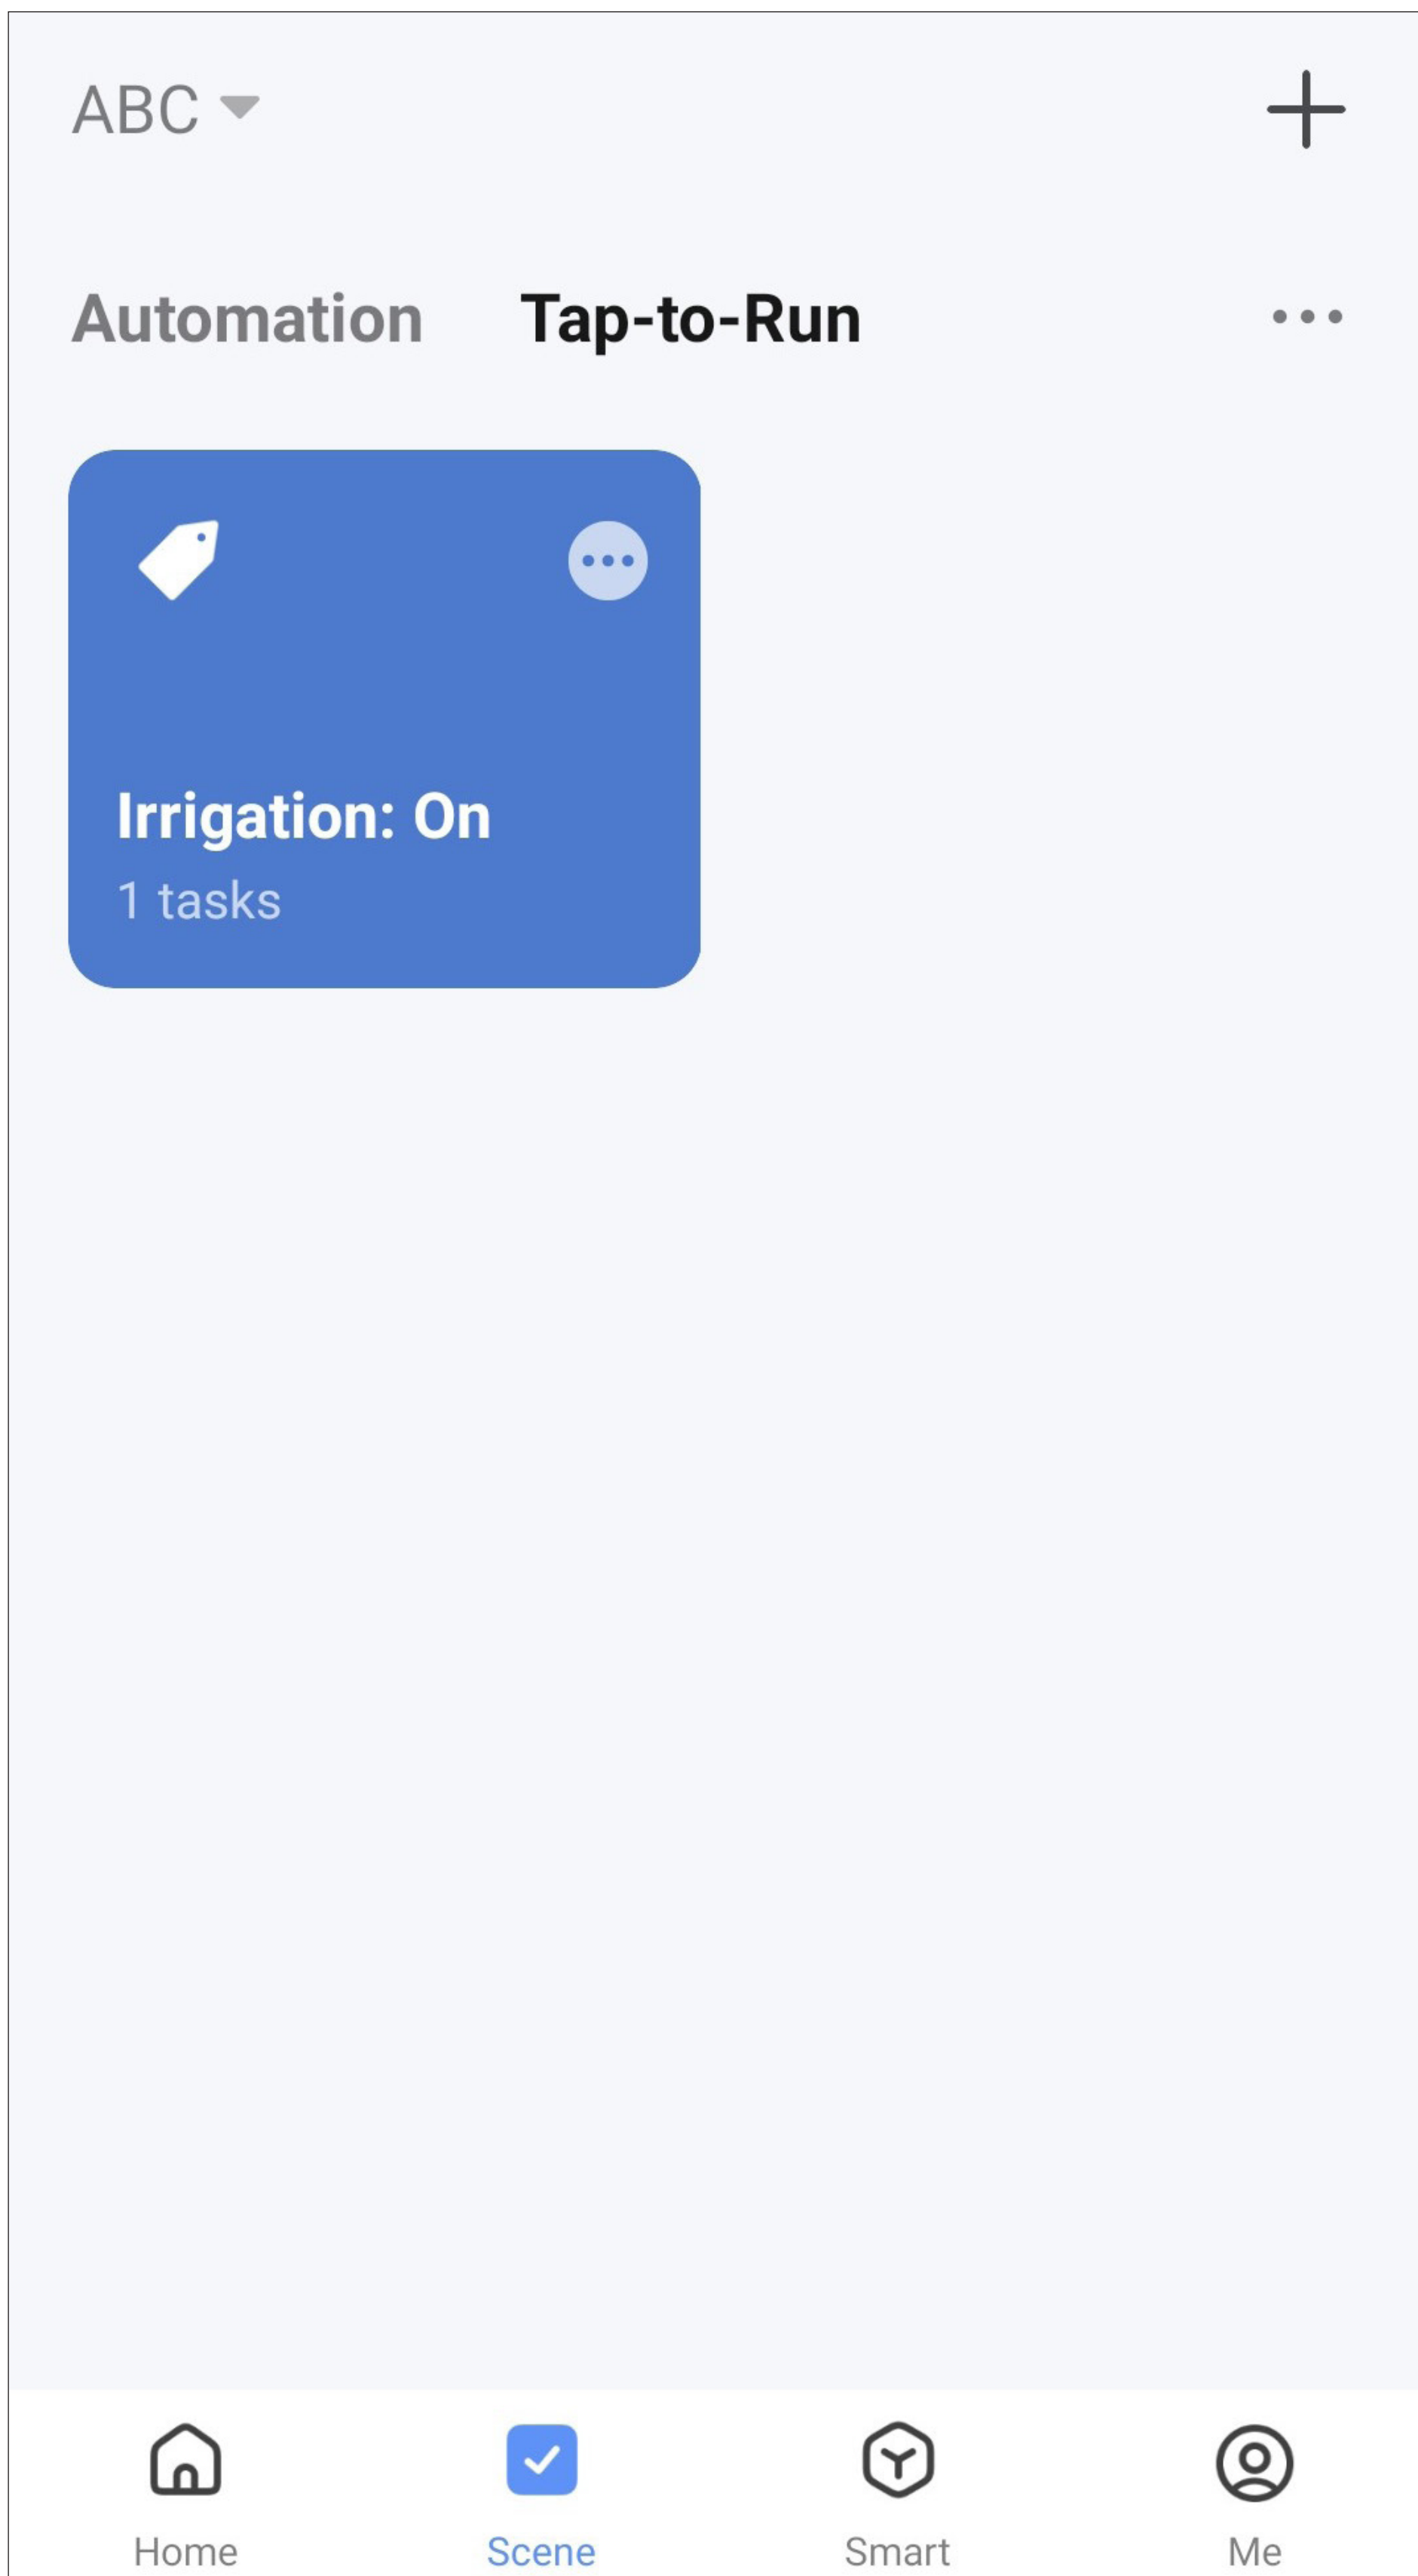 ABC
Automation Tap-to-Run
Irrigation: On
1 tasks
Home Scene Smart Me